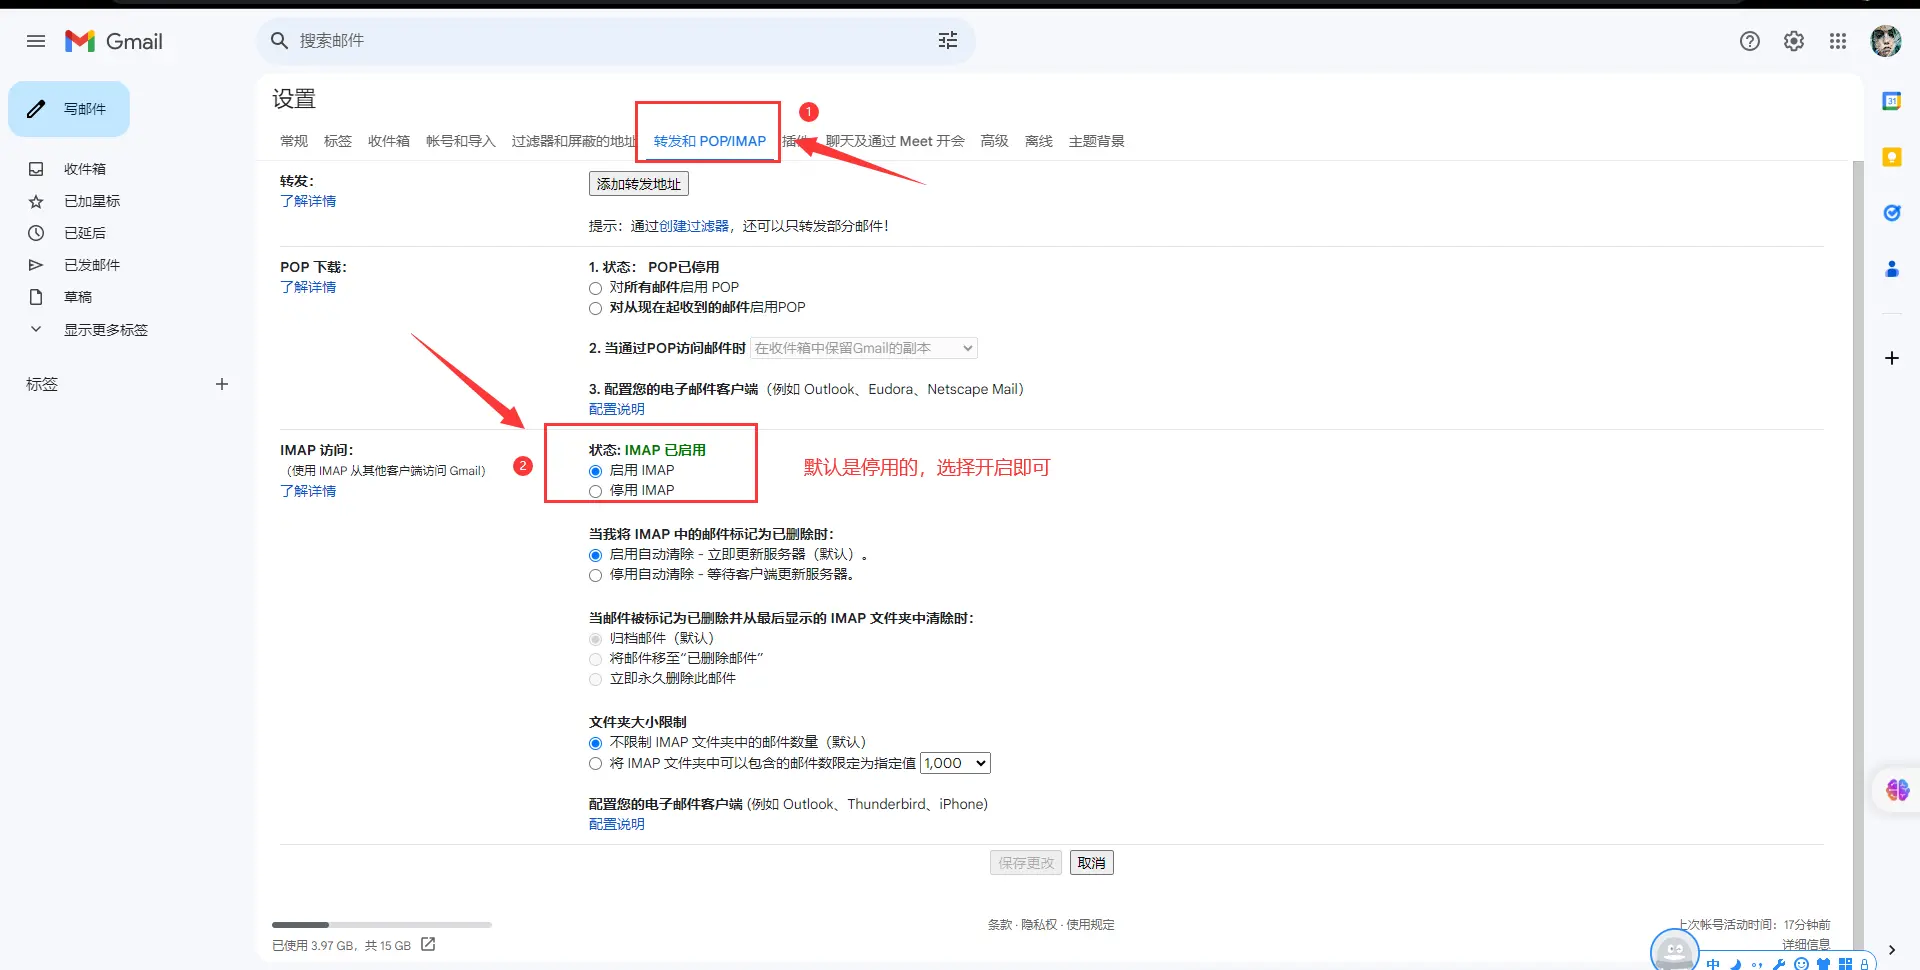 Gmail
搜索邮件
写邮件
收件箱
已加星标
已延后
已发邮件
草稿
显示更多标签
标签
设置
常规 标签 收件箱 帐号和导入 过滤器和屏蔽的地址 转发和 POP/IMAP 插件 聊天及通过 Meet 开会 高级 离线 主题背景
1
转发：
了解详情
添加转发地址
提示：通过创建过滤器，还可以只转发部分邮件！
POP 下载：
了解详情
1. 状态： POP已停用
对所有邮件启用 POP
对从现在起收到的邮件启用POP
2. 当通过POP访问邮件时 在收件箱中保留Gmail的副本
3. 配置您的电子邮件客户端（例如 Outlook、Eudora、Netscape Mail）
配置说明
IMAP 访问：
（使用 IMAP 从其他客户端访问 Gmail）
了解详情
2
状态: IMAP 已启用
启用 IMAP
停用 IMAP
默认是停用的，选择开启即可
当我将 IMAP 中的邮件标记为已删除时：
启用自动清除 - 立即更新服务器（默认）。
停用自动清除 - 等待客户端更新服务器。
当邮件被标记为已删除并从最后显示的 IMAP 文件夹中清除时：
归档邮件（默认）
将邮件移至“已删除邮件”
立即永久删除此邮件
文件夹大小限制
不限制 IMAP 文件夹中的邮件数量（默认）
将 IMAP 文件夹中可以包含的邮件数限定为指定值 1,000
配置您的电子邮件客户端 (例如 Outlook、Thunderbird、iPhone)
配置说明
保存更改 取消
已使用 3.97 GB，共 15 GB
条款 · 隐私权 · 使用规定
上次帐号活动时间：17分钟前
详细信息
31
中